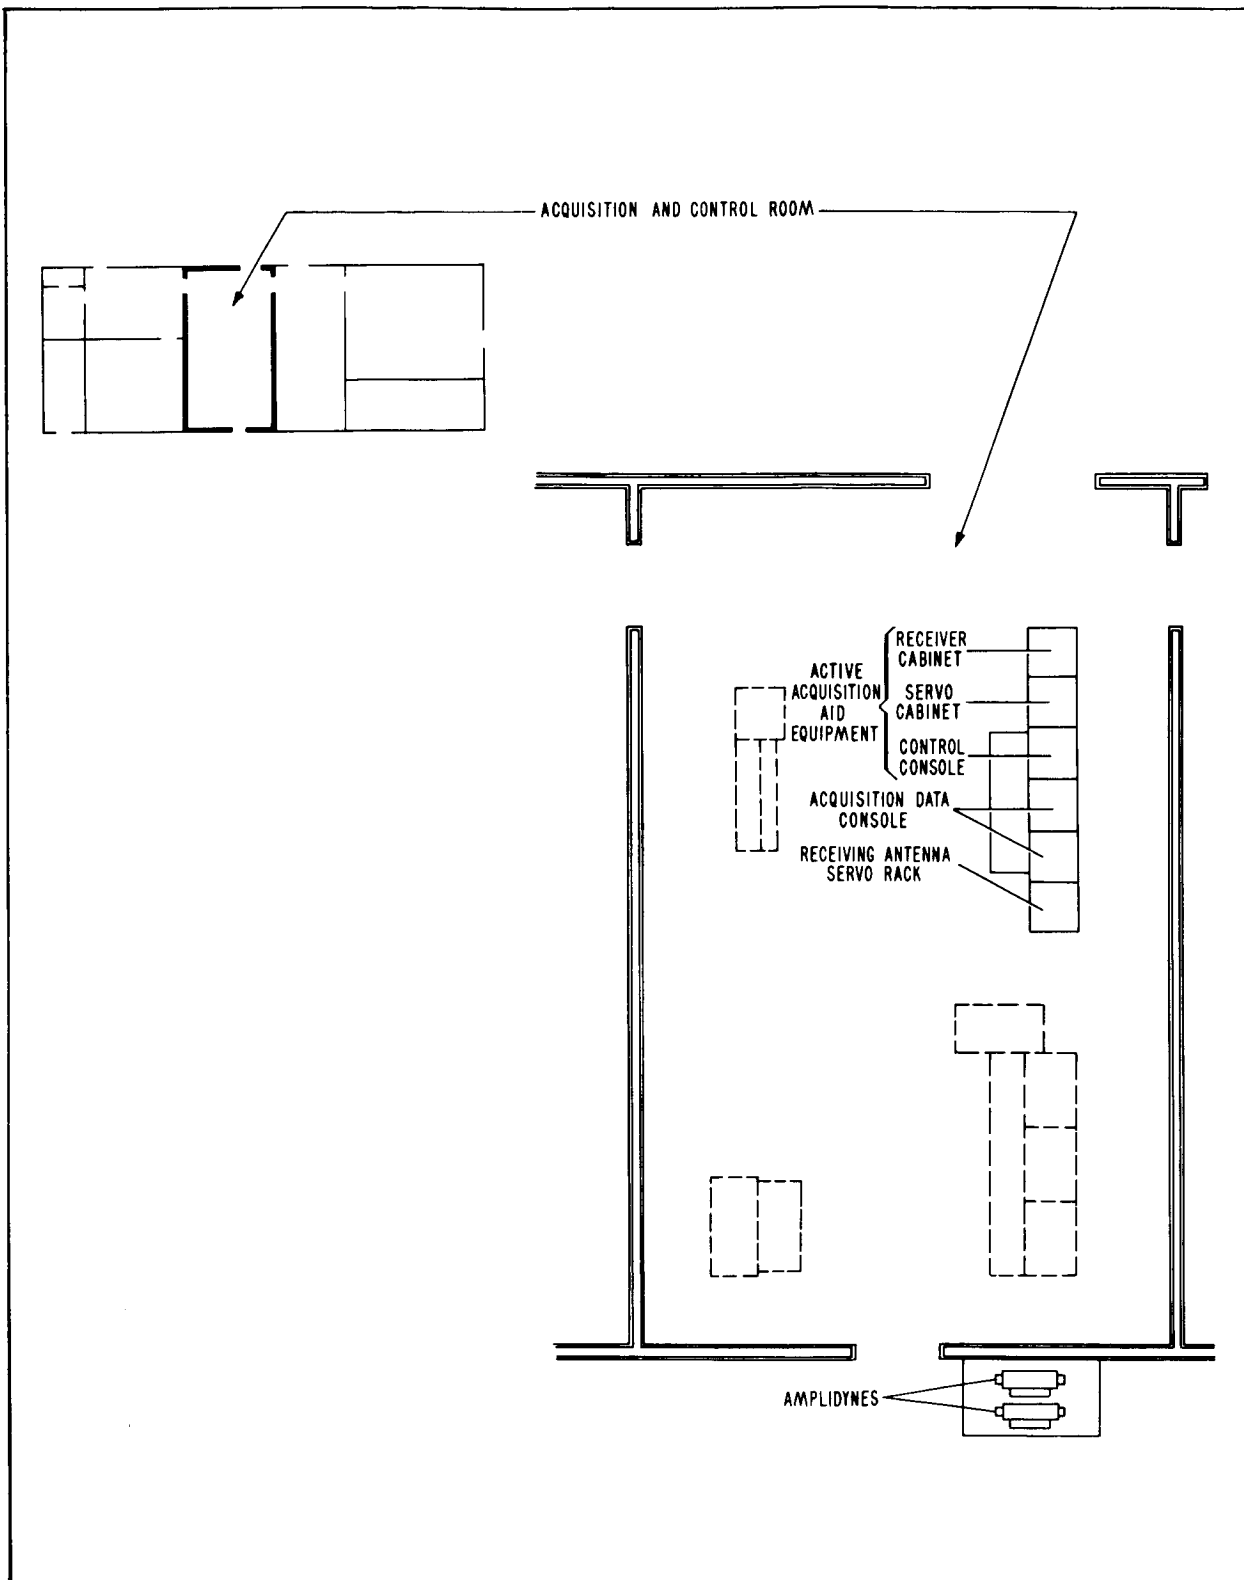 ACQUISITION AND CONTROL ROOM
RECEIVER
CABINET
ACTIVE
ACQUISITION
AID
EQUIPMENT
SERVO
CABINET
CONTROL
CONSOLE
ACQUISITION DATA
CONSOLE
RECEIVING ANTENNA
SERVO RACK
AMPLIDYNES